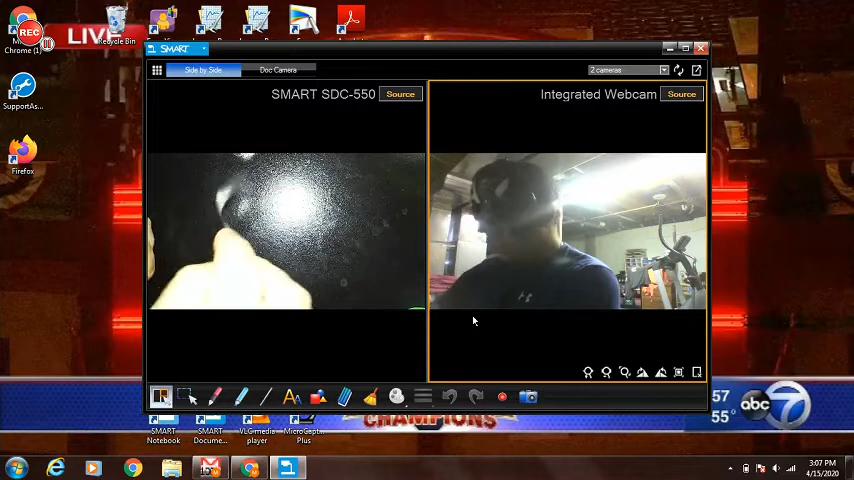 REC
LIVE
Chrome (1)
Recycle Bin
SMART
Side by Side
Doc Camera
2 cameras
SMART SDC-550
Source
Integrated Webcam
Source
SupportAs...
Firefox
57
55°
abc 7
CHAMPIONS
SMART
Notebook
SMART
Docume...
VLC media
player
MicroCapt...
Plus
3:07 PM
4/15/2020